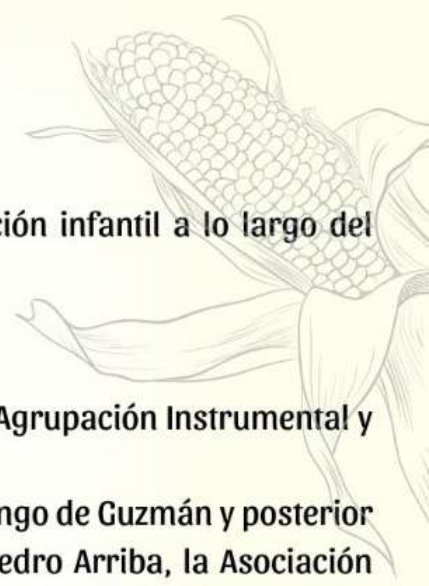 ción infantil a lo largo del
Agrupación Instrumental y
ngo de Guzmán y posterior
edro Arriba, la Asociación